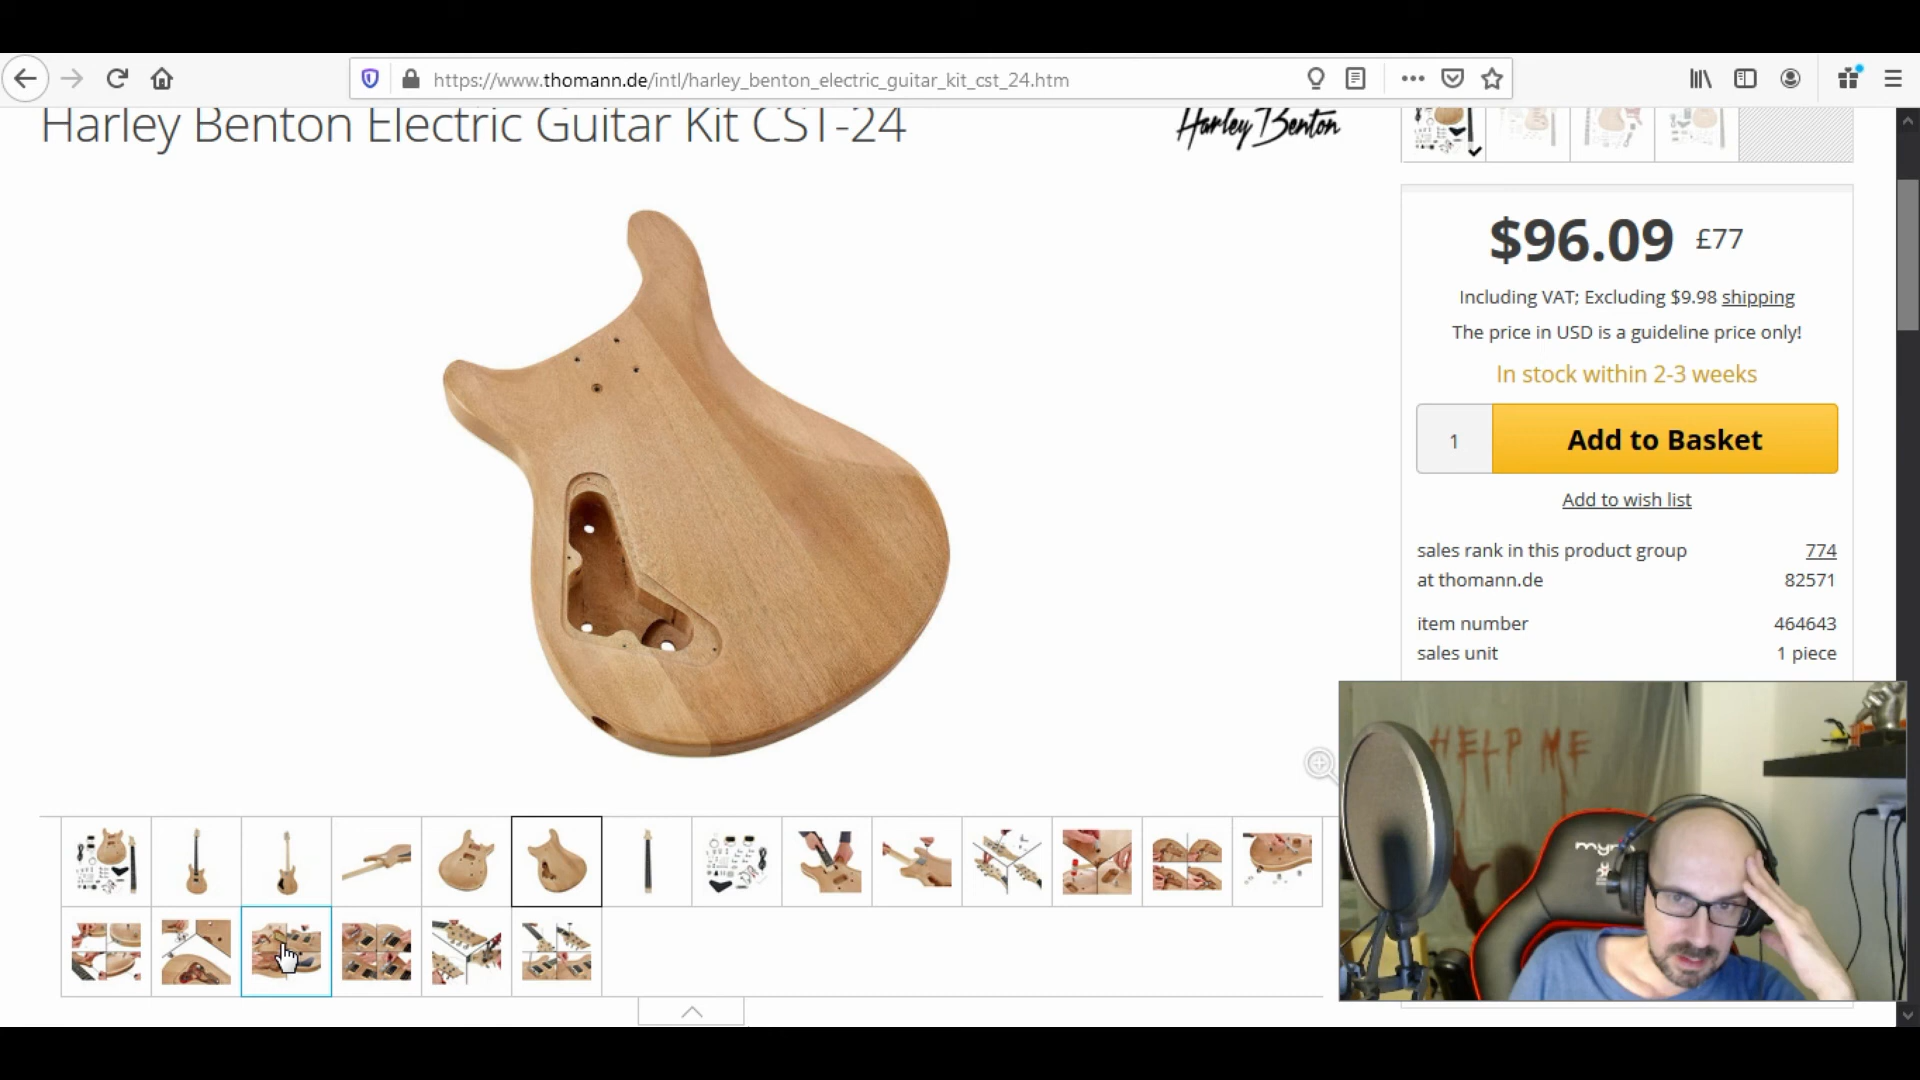 https://www.thomann.de/intl/harley_benton_electric_guitar_kit_cst_24.htm
Harley Benton Electric Guitar Kit CST-24
Harley Benton
$96.09 £77
Including VAT; Excluding $9.98 shipping
The price in USD is a guideline price only!
In stock within 2-3 weeks
1 Add to Basket
Add to wish list
sales rank in this product group 774
at thomann.de 82571
item number 464643
sales unit 1 piece
HELP ME